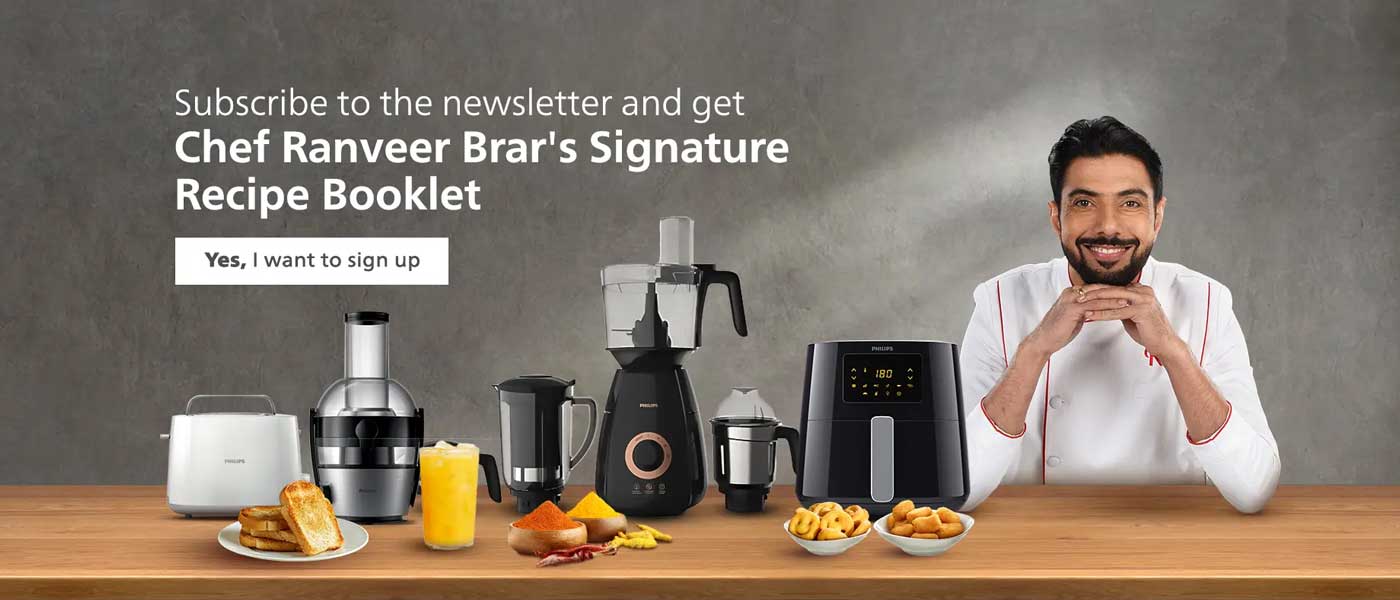 Subscribe to the newsletter and get
Chef Ranveer Brar's Signature
Recipe Booklet
Yes, I want to sign up
PHILIPS
PHILIPS
PHILIPS
180